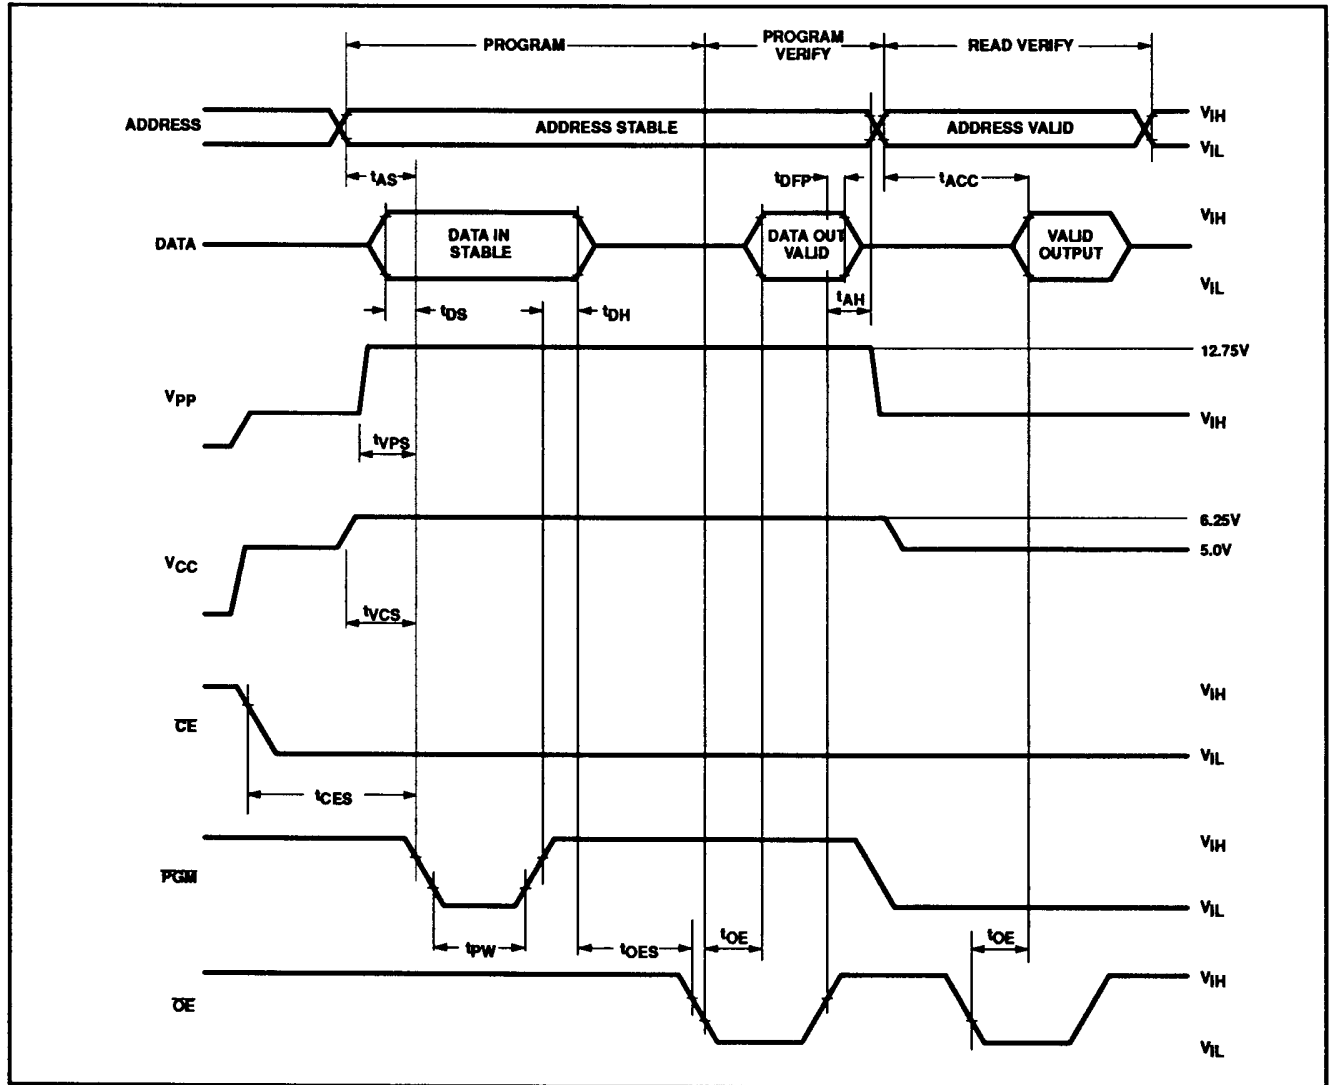 PROGRAM
PROGRAM
VERIFY
READ VERIFY
ADDRESS
ADDRESS STABLE
ADDRESS VALID
VIH
VIL
tAS
tDFP
tACC
DATA
DATA IN
STABLE
DATA OUT
VALID
VALID
OUTPUT
VIH
VIL
tDS
tDH
tAH
VPP
12.75V
VIH
tVPS
VCC
6.25V
5.0V
tVCS
CE
VIH
VIL
tCES
PGM
VIH
VIL
tPW
tOES
tOE
tOE
OE
VIH
VIL